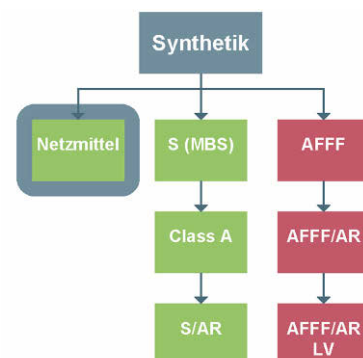 Synthetik
Netzmittel
S (MBS)
AFFF
Class A
AFFF/AR
S/AR
AFFF/AR
LV